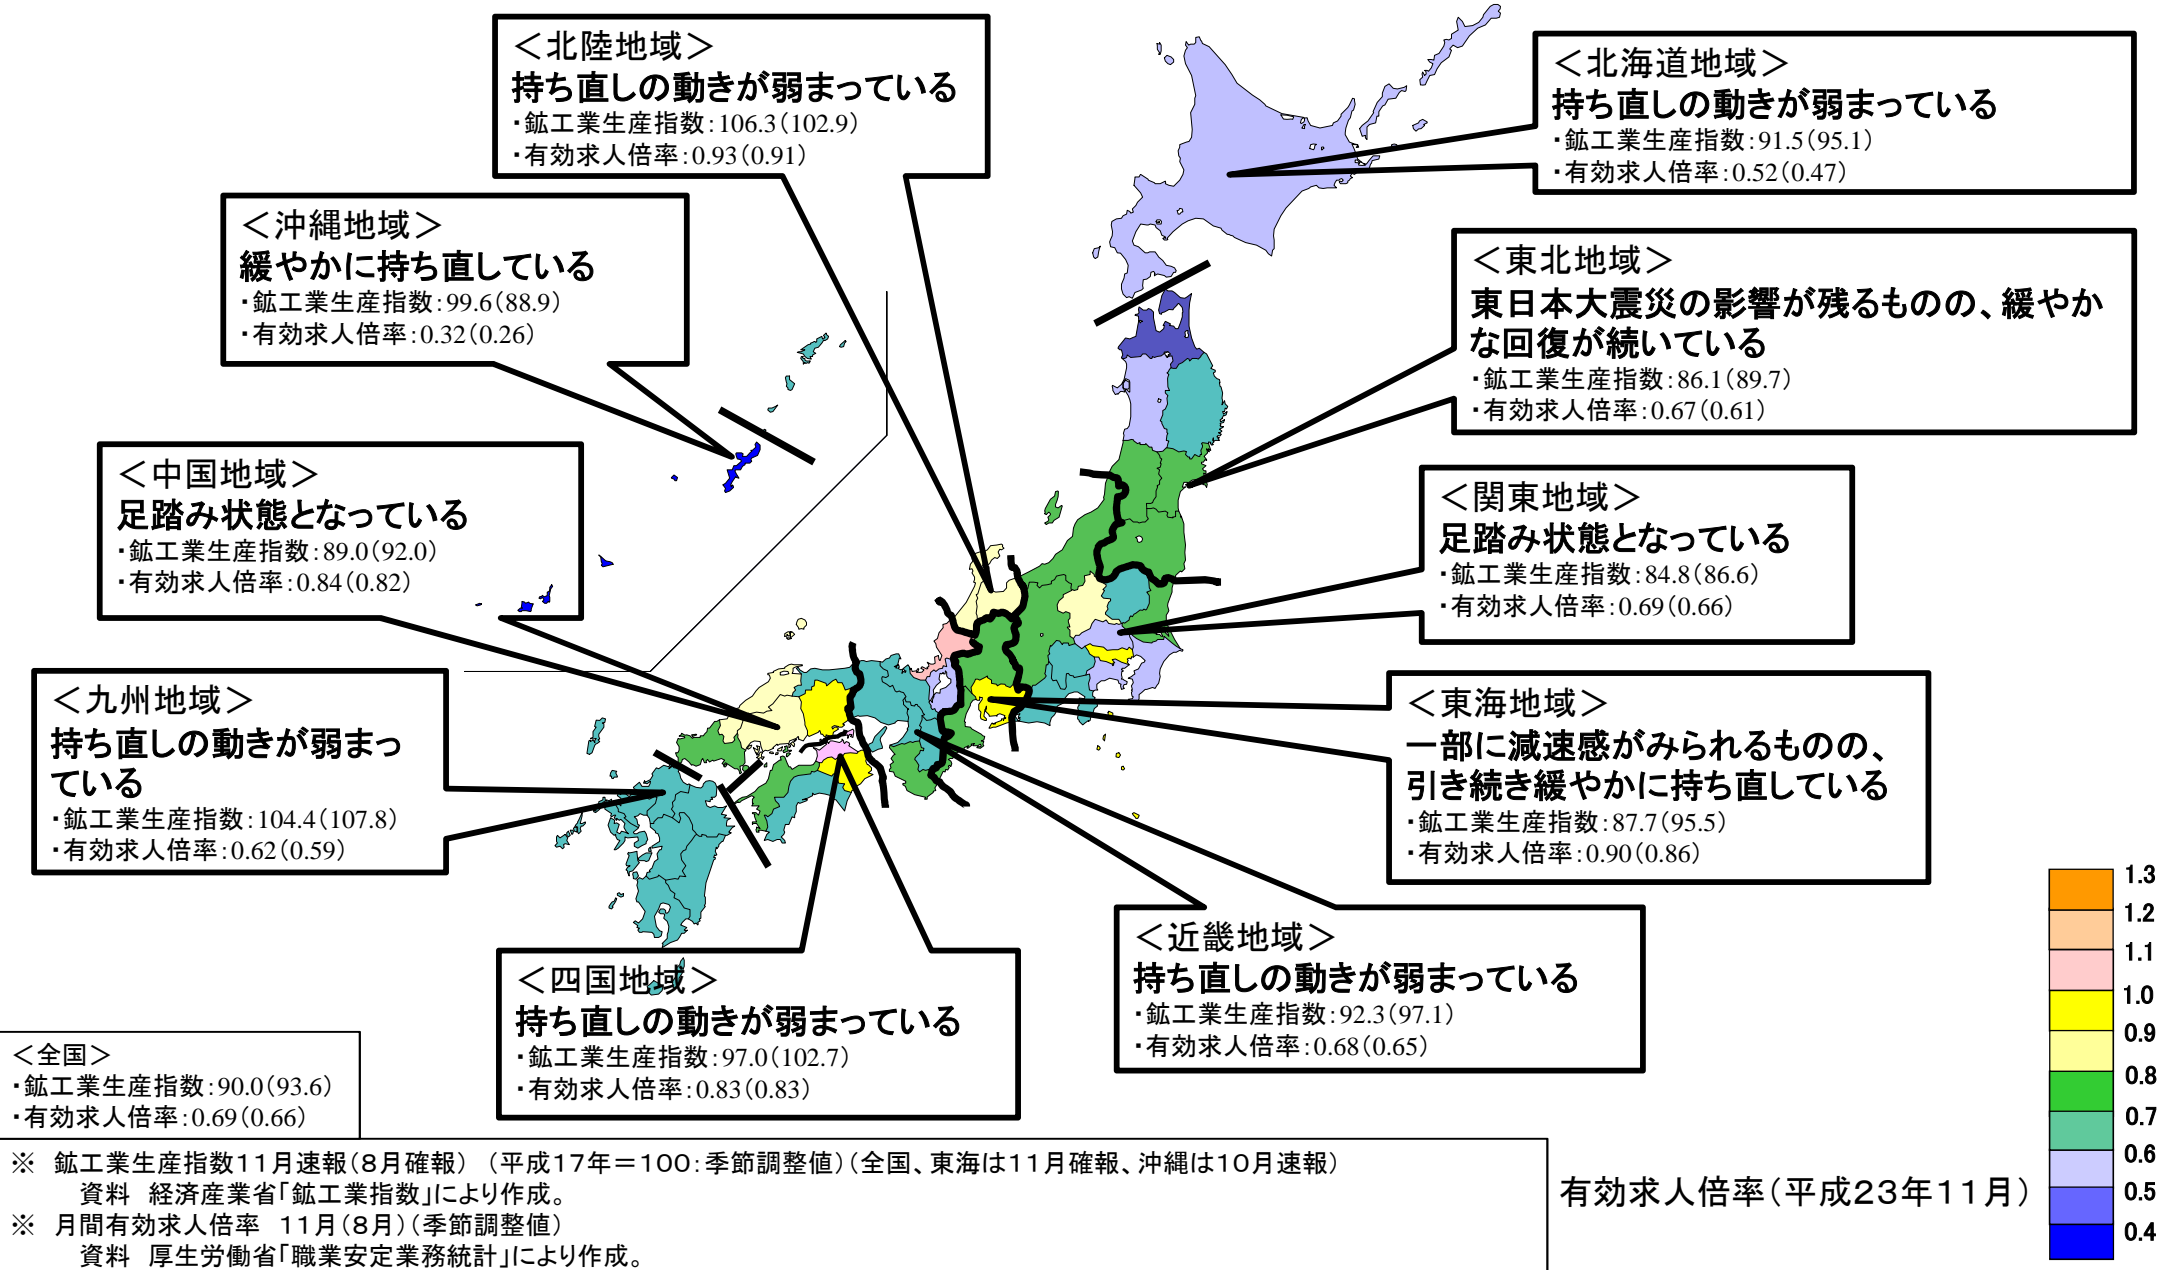 ＜北陸地域＞
持ち直しの動きが弱まっている
・鉱工業生産指数：106.3（102.9）
・有効求人倍率：0.93（0.91）
＜北海道地域＞
持ち直しの動きが弱まっている
・鉱工業生産指数：91.5（95.1）
・有効求人倍率：0.52（0.47）
＜沖縄地域＞
緩やかに持ち直している
・鉱工業生産指数：99.6（88.9）
・有効求人倍率：0.32（0.26）
＜東北地域＞
東日本大震災の影響が残るものの、緩やか
な回復が続いている
・鉱工業生産指数：86.1（89.7）
・有効求人倍率：0.67（0.61）
＜中国地域＞
足踏み状態となっている
・鉱工業生産指数：89.0（92.0）
・有効求人倍率：0.84（0.82）
＜関東地域＞
足踏み状態となっている
・鉱工業生産指数：84.8（86.6）
・有効求人倍率：0.69（0.66）
＜九州地域＞
持ち直しの動きが弱まっ
ている
・鉱工業生産指数：104.4（107.8）
・有効求人倍率：0.62（0.59）
＜東海地域＞
一部に減速感がみられるものの、
引き続き緩やかに持ち直している
・鉱工業生産指数：87.7（95.5）
・有効求人倍率：0.90（0.86）
＜四国地域＞
持ち直しの動きが弱まっている
・鉱工業生産指数：97.0（102.7）
・有効求人倍率：0.83（0.83）
＜近畿地域＞
持ち直しの動きが弱まっている
・鉱工業生産指数：92.3（97.1）
・有効求人倍率：0.68（0.65）
＜全国＞
・鉱工業生産指数：90.0（93.6）
・有効求人倍率：0.69（0.66）
※　鉱工業生産指数11月速報（8月確報）　（平成17年＝100：季節調整値）（全国、東海は11月確報、沖縄は10月速報）
資料　経済産業省「鉱工業指数」により作成。
※　月間有効求人倍率　11月（8月）（季節調整値）
資料　厚生労働省「職業安定業務統計」により作成。
有効求人倍率（平成23年11月）
1.3
1.2
1.1
1.0
0.9
0.8
0.7
0.6
0.5
0.4